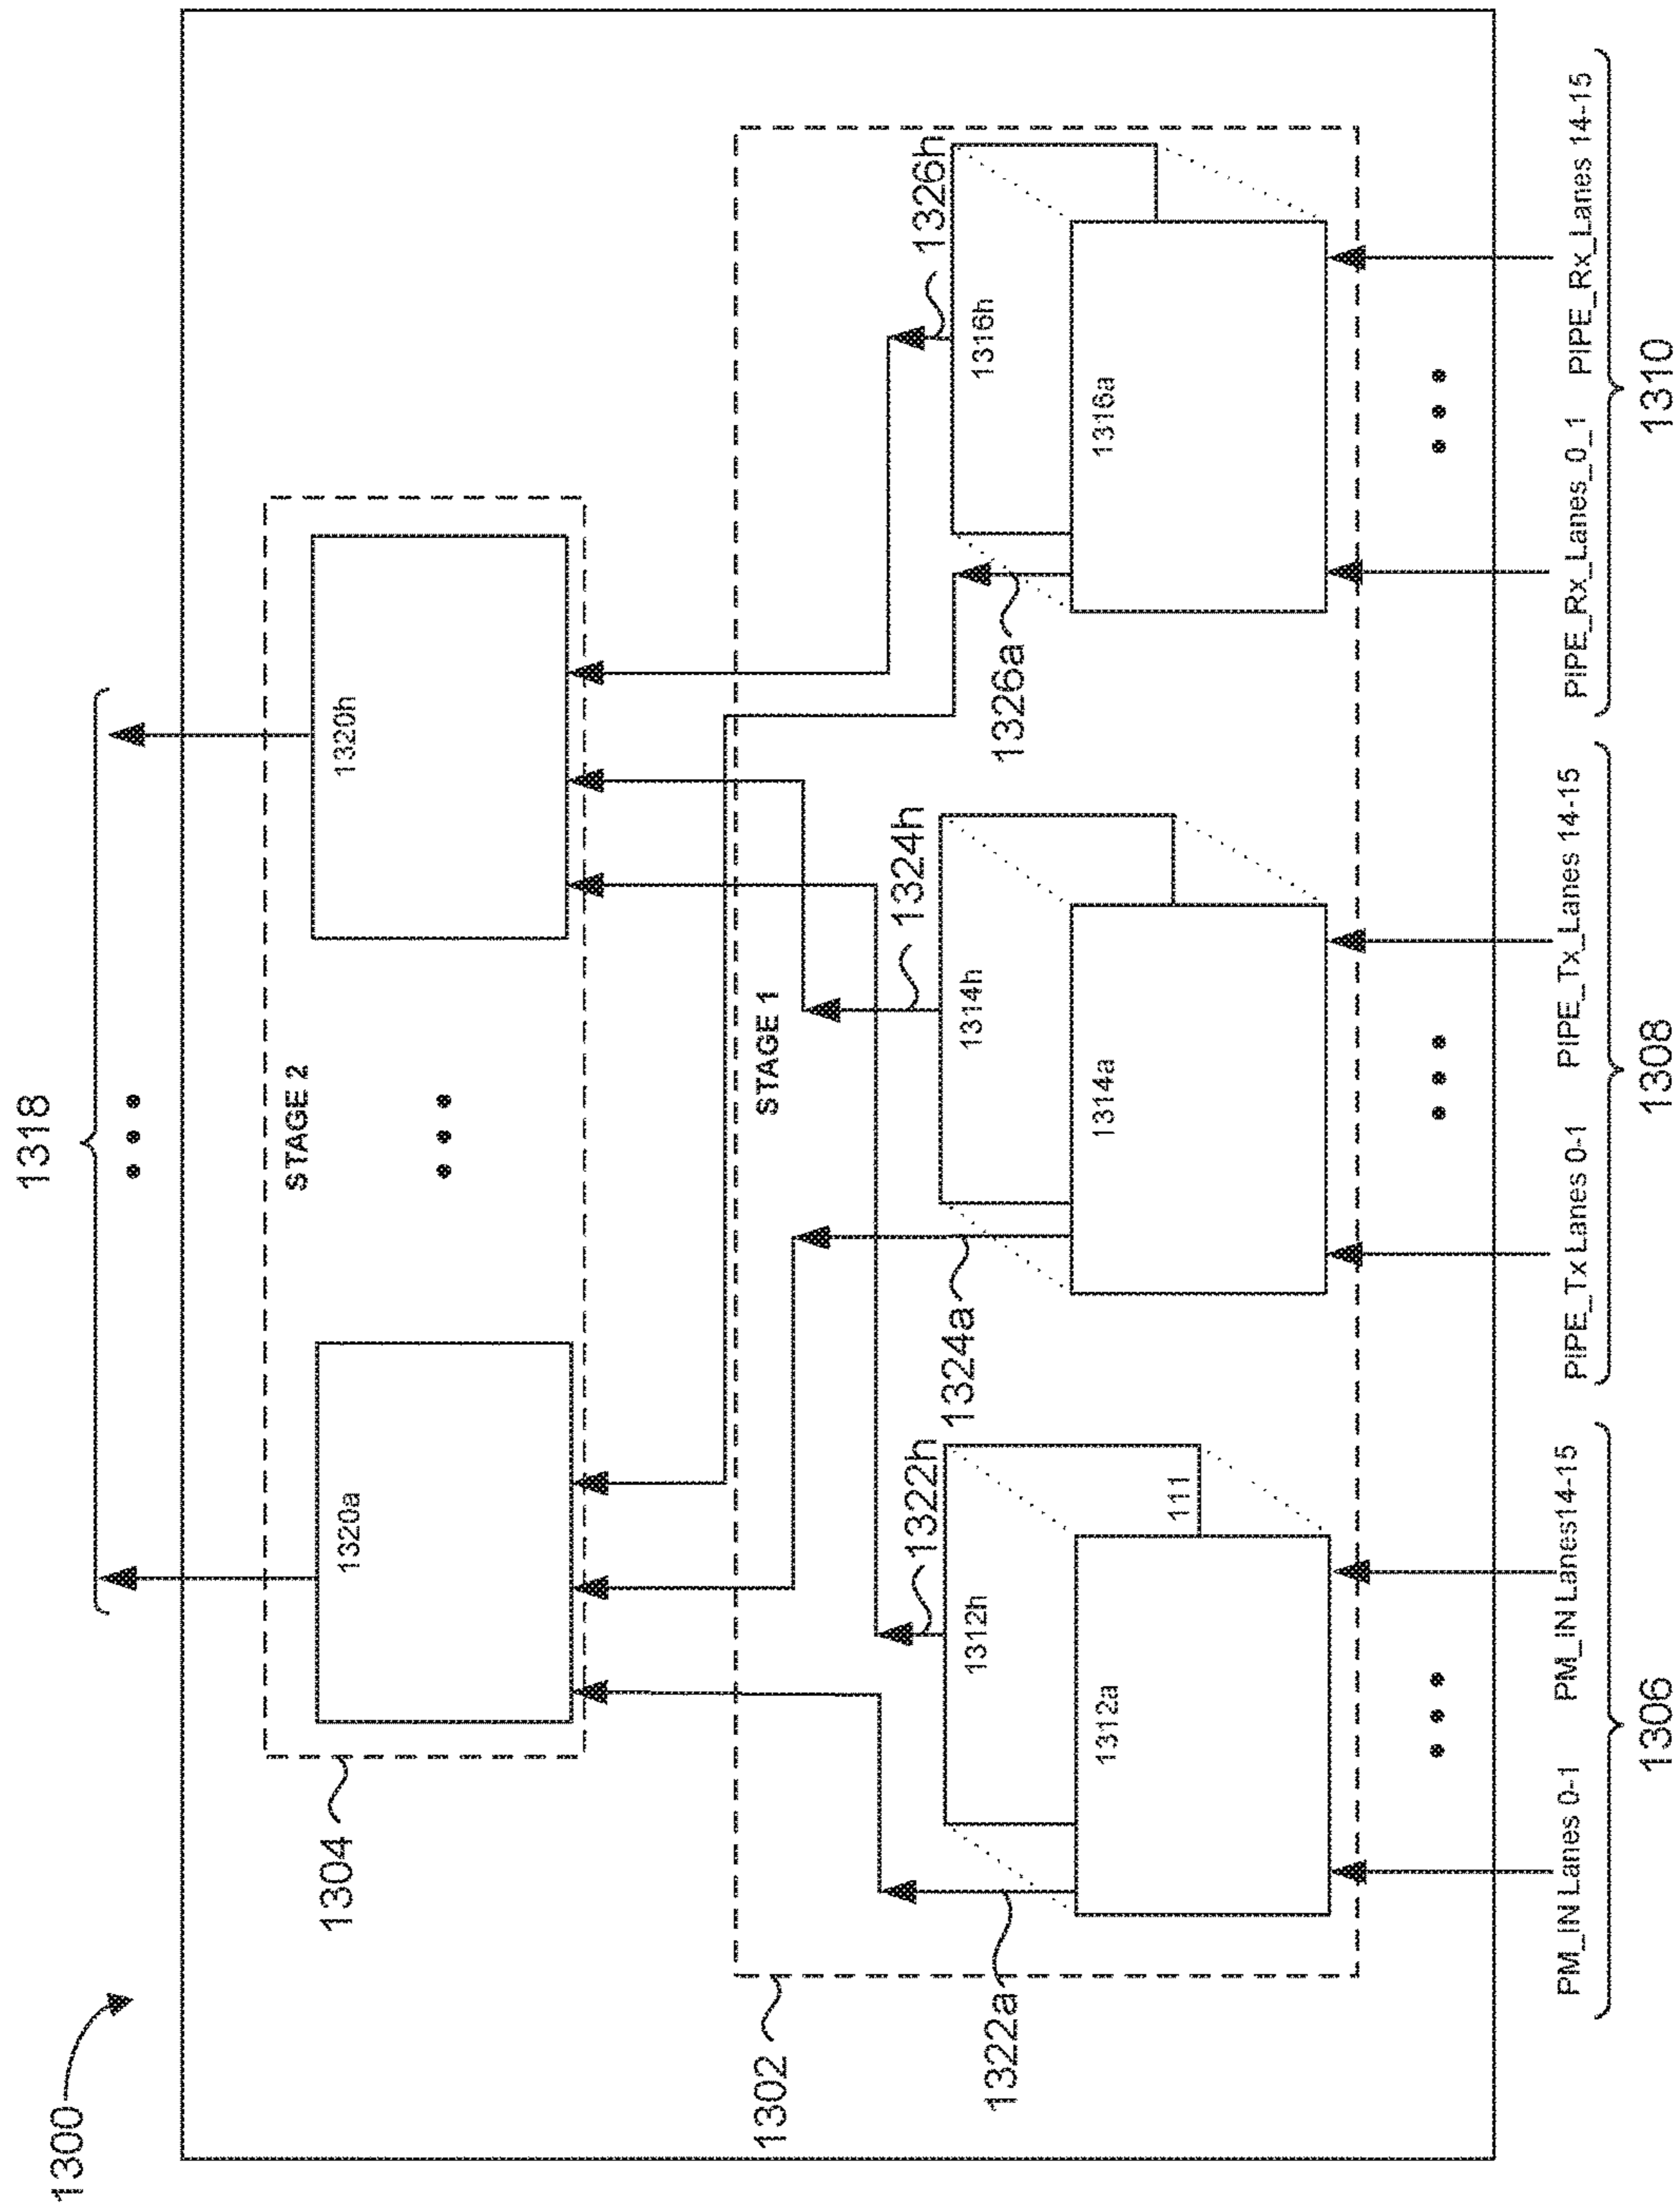 1300
1318
1304
STAGE 2
1320a
1320h
1302
STAGE 1
1322a
1322h
1324a
1324h
1326a
1326h
1312h
1312a
111
1314h
1314a
1316h
1316a
PM_IN Lanes 0-1
PM_IN Lanes14-15
PIPE_Tx Lanes 0-1
PIPE_Tx_Lanes 14-15
PIPE_Rx_Lanes_0_1
PIPE_Rx_Lanes 14-15
1306
1308
1310